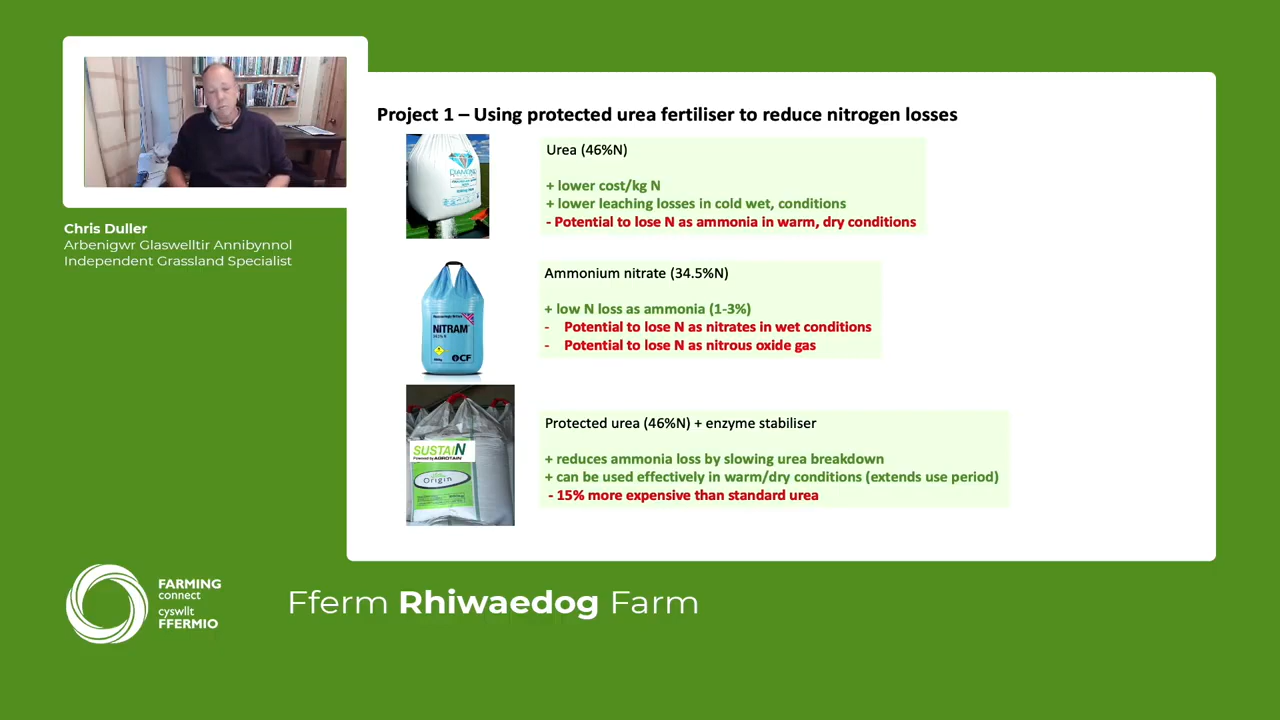 Project 1 – Using protected urea fertiliser to reduce nitrogen losses
DIAMOND
Urea (46%N)
+ lower cost/kg N
+ lower leaching losses in cold wet, conditions
- Potential to lose N as ammonia in warm, dry conditions
Chris Duller
Arbenigwr Glaswelltir Annibynnol
Independent Grassland Specialist
NITRAM
CF
Ammonium nitrate (34.5%N)
+ low N loss as ammonia (1-3%)
- Potential to lose N as nitrates in wet conditions
- Potential to lose N as nitrous oxide gas
SUSTAIN
Powered by AGROTAIN
Origin
Protected urea (46%N) + enzyme stabiliser
+ reduces ammonia loss by slowing urea breakdown
+ can be used effectively in warm/dry conditions (extends use period)
- 15% more expensive than standard urea
FARMING
connect
cyswllt
FFERMIO
Fferm Rhiwaedog Farm